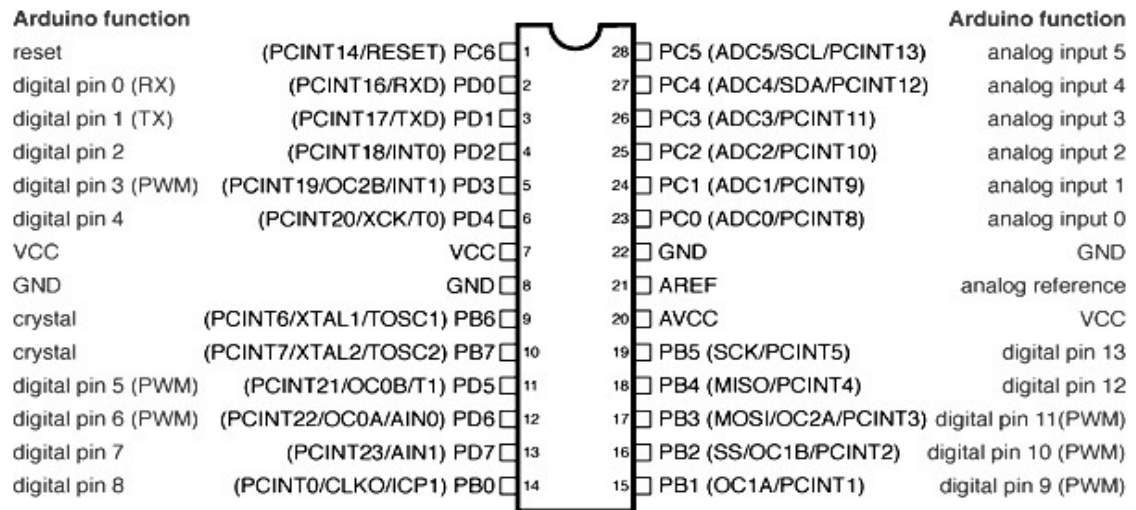 Arduino function Arduino function
reset (PCINT14/RESET) PC6 1 28 PC5 (ADC5/SCL/PCINT13) analog input 5
digital pin 0 (RX) (PCINT16/RXD) PD0 2 27 PC4 (ADC4/SDA/PCINT12) analog input 4
digital pin 1 (TX) (PCINT17/TXD) PD1 3 26 PC3 (ADC3/PCINT11) analog input 3
digital pin 2 (PCINT18/INT0) PD2 4 25 PC2 (ADC2/PCINT10) analog input 2
digital pin 3 (PWM) (PCINT19/OC2B/INT1) PD3 5 24 PC1 (ADC1/PCINT9) analog input 1
digital pin 4 (PCINT20/XCK/T0) PD4 6 23 PC0 (ADC0/PCINT8) analog input 0
VCC VCC 7 22 GND GND
GND GND 8 21 AREF analog reference
crystal (PCINT6/XTAL1/TOSC1) PB6 9 20 AVCC VCC
crystal (PCINT7/XTAL2/TOSC2) PB7 10 19 PB5 (SCK/PCINT5) digital pin 13
digital pin 5 (PWM) (PCINT21/OC0B/T1) PD5 11 18 PB4 (MISO/PCINT4) digital pin 12
digital pin 6 (PWM) (PCINT22/OC0A/AIN0) PD6 12 17 PB3 (MOSI/OC2A/PCINT3) digital pin 11(PWM)
digital pin 7 (PCINT23/AIN1) PD7 13 16 PB2 (SS/OC1B/PCINT2) digital pin 10 (PWM)
digital pin 8 (PCINT0/CLKO/ICP1) PB0 14 15 PB1 (OC1A/PCINT1) digital pin 9 (PWM)